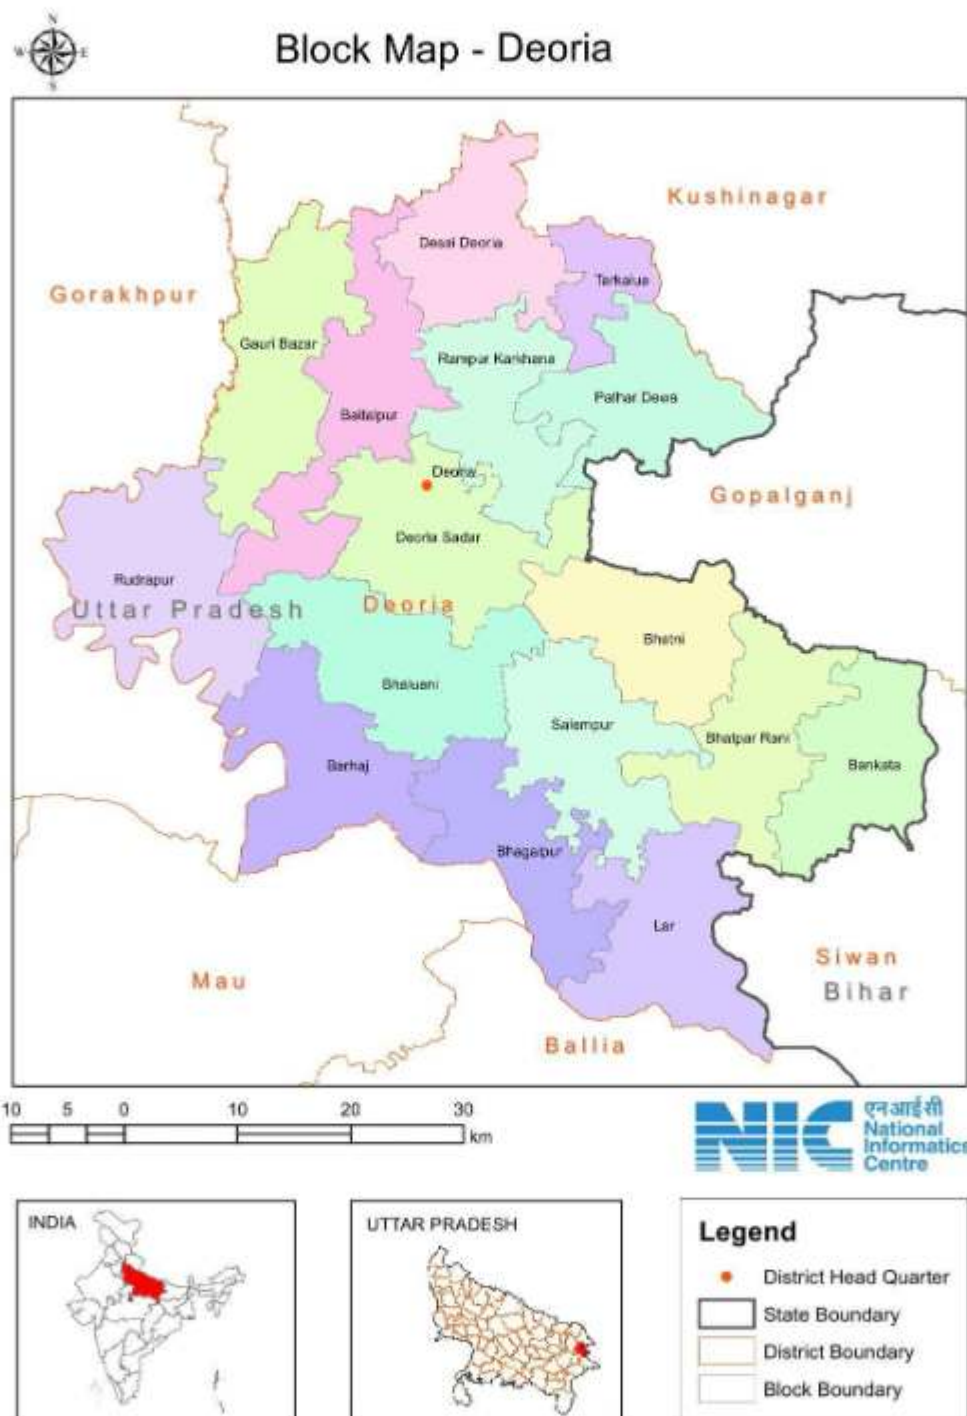 Block Map - Deoria
N
W E
S
Kushinagar
Desai Deoria
Tarkalua
Gorakhpur
Gauri Bazar
Rampur Karkhana
Pathar Dewa
Baitalpur
Deoria
Gopalganj
Deoria Sadar
Rudrapur
Uttar Pradesh
Deoria
Bhatni
Bhaluani
Salempur
Bhatpar Rani
Barhaj
Bankata
Bhagalpur
Lar
Siwan
Mau
Bihar
Ballia
10 5 0 10 20 30
km
NIC
एनआईसी
National
Informatics
Centre
INDIA
UTTAR PRADESH
Legend
District Head Quarter
State Boundary
District Boundary
Block Boundary